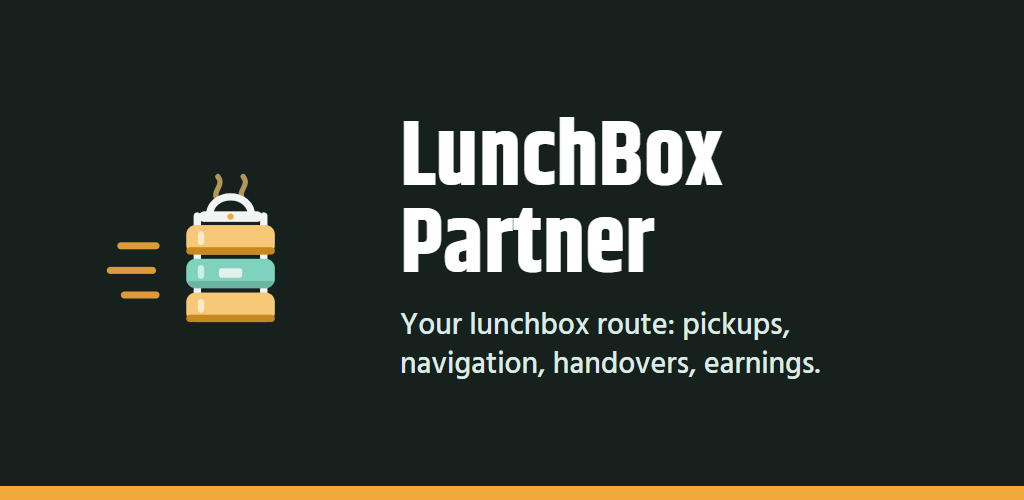 LunchBox
Partner
Your lunchbox route: pickups,
navigation, handovers, earnings.